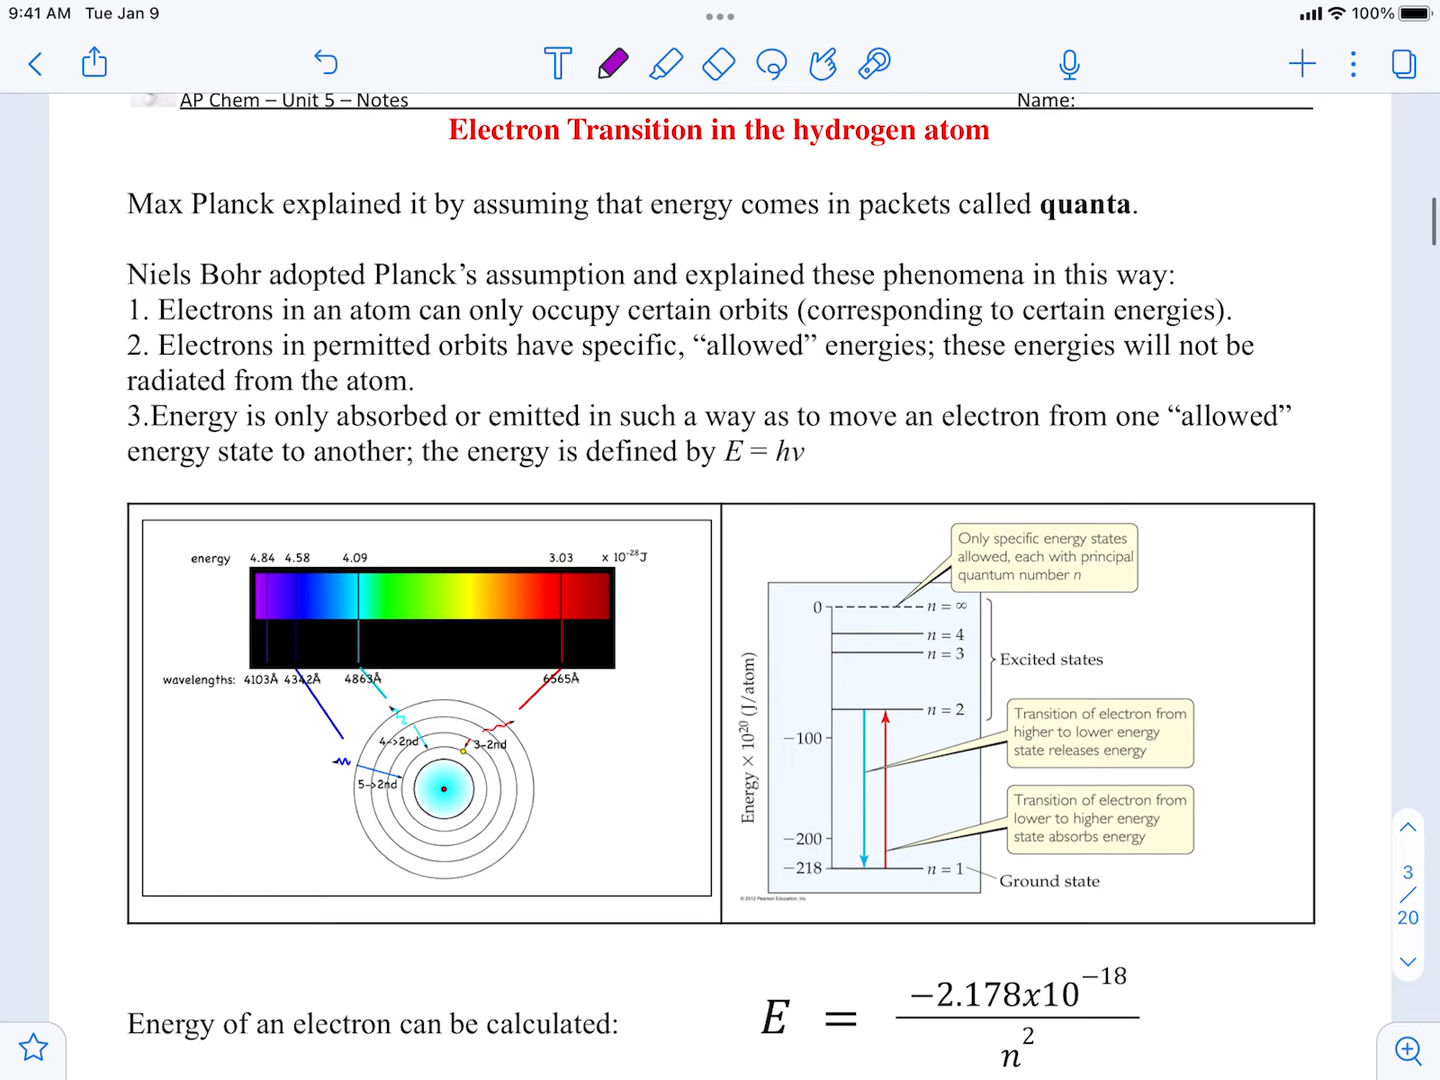 9:41 AM Tue Jan 9
100%
AP Chem – Unit 5 – Notes Name:
Electron Transition in the hydrogen atom
Max Planck explained it by assuming that energy comes in packets called quanta.
Niels Bohr adopted Planck’s assumption and explained these phenomena in this way:
1. Electrons in an atom can only occupy certain orbits (corresponding to certain energies).
2. Electrons in permitted orbits have specific, “allowed” energies; these energies will not be
radiated from the atom.
3.Energy is only absorbed or emitted in such a way as to move an electron from one “allowed”
energy state to another; the energy is defined by E = hν
energy 4.84 4.58 4.09 3.03 x 10⁻²⁸J
wavelengths: 4103Å 4342Å 4863Å 6565Å
4->2nd
3-2nd
5->2nd
Only specific energy states
allowed, each with principal
quantum number n
0
n = ∞
n = 4
n = 3
Excited states
n = 2
Transition of electron from
higher to lower energy
state releases energy
−100
Energy × 10²⁰ (J/atom)
Transition of electron from
lower to higher energy
state absorbs energy
−200
−218
n = 1
Ground state
© 2012 Pearson Education, Inc.
3
/
20
Energy of an electron can be calculated:
E = −2.178x10⁻¹⁸
n²